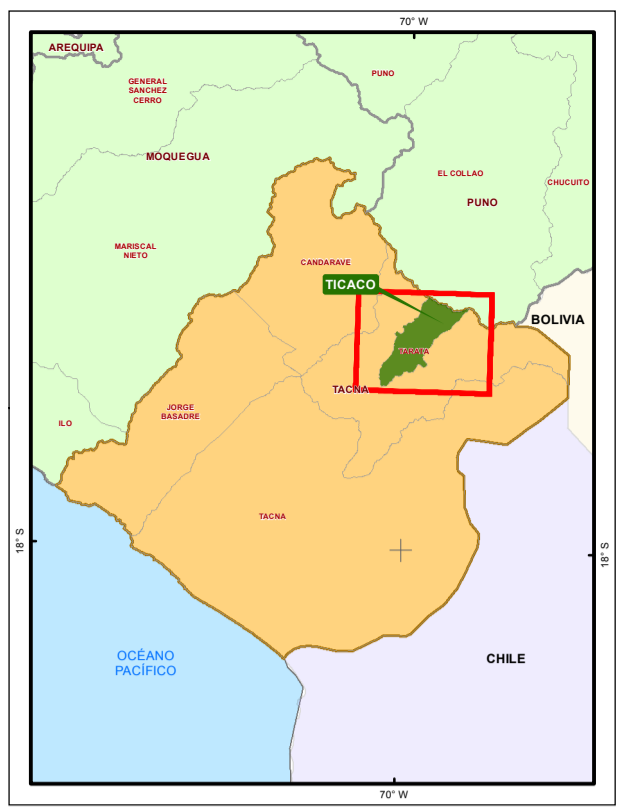 70° W
AREQUIPA
PUNO
GENERAL
SANCHEZ
CERRO
MOQUEGUA
EL COLLAO
CHUCUITO
PUNO
MARISCAL
NIETO
CANDARAVE
TICACO
BOLIVIA
TARATA
TACNA
JORGE
BASADRE
ILO
TACNA
18° S
18° S
OCÉANO
PACÍFICO
CHILE
70° W